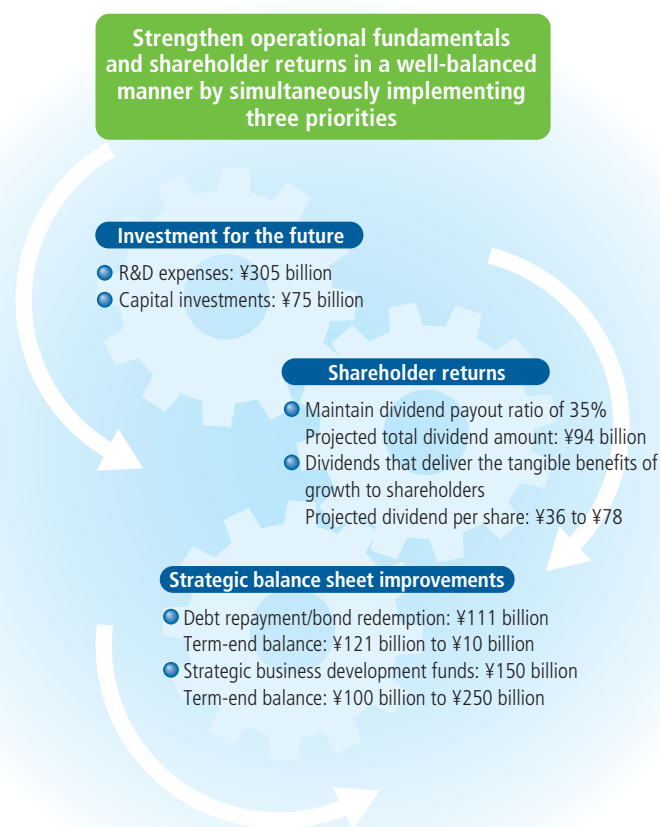 Strengthen operational fundamentals
and shareholder returns in a well-balanced
manner by simultaneously implementing
three priorities
Investment for the future
R&D expenses: ¥305 billion
Capital investments: ¥75 billion
Shareholder returns
Maintain dividend payout ratio of 35%
Projected total dividend amount: ¥94 billion
Dividends that deliver the tangible benefits of
growth to shareholders
Projected dividend per share: ¥36 to ¥78
Strategic balance sheet improvements
Debt repayment/bond redemption: ¥111 billion
Term-end balance: ¥121 billion to ¥10 billion
Strategic business development funds: ¥150 billion
Term-end balance: ¥100 billion to ¥250 billion